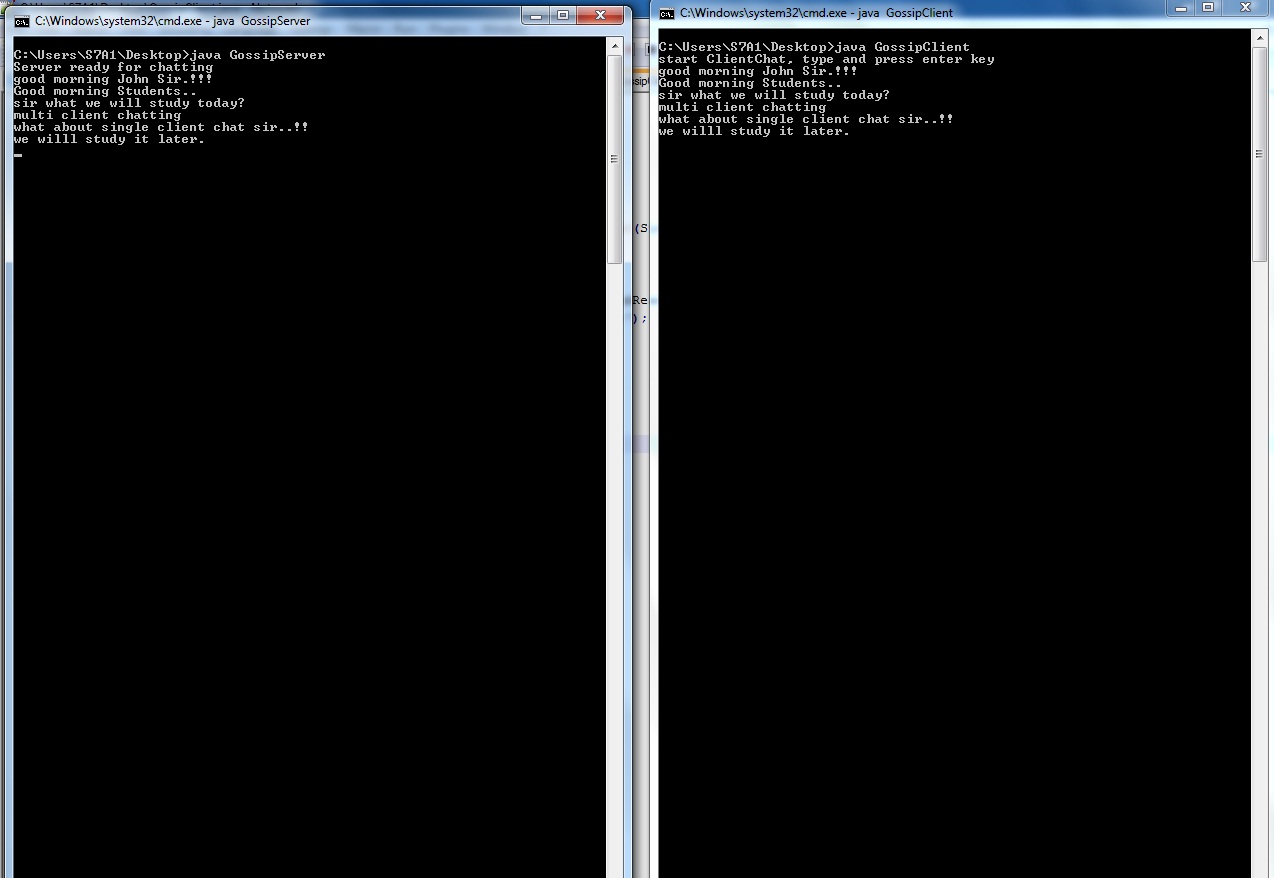 C:\Windows\system32\cmd.exe - java  GossipServer
C:\Users\S7A1\Desktop>java GossipServer
Server ready for chatting
good morning John Sir.!!!
Good morning Students..
sir what we will study today?
multi client chatting
what about single client chat sir..!!
we willl study it later.
C:\Windows\system32\cmd.exe - java  GossipClient
C:\Users\S7A1\Desktop>java GossipClient
start ClientChat, type and press enter key
good morning John Sir.!!!
Good morning Students..
sir what we will study today?
multi client chatting
what about single client chat sir..!!
we willl study it later.
(S
Re
);